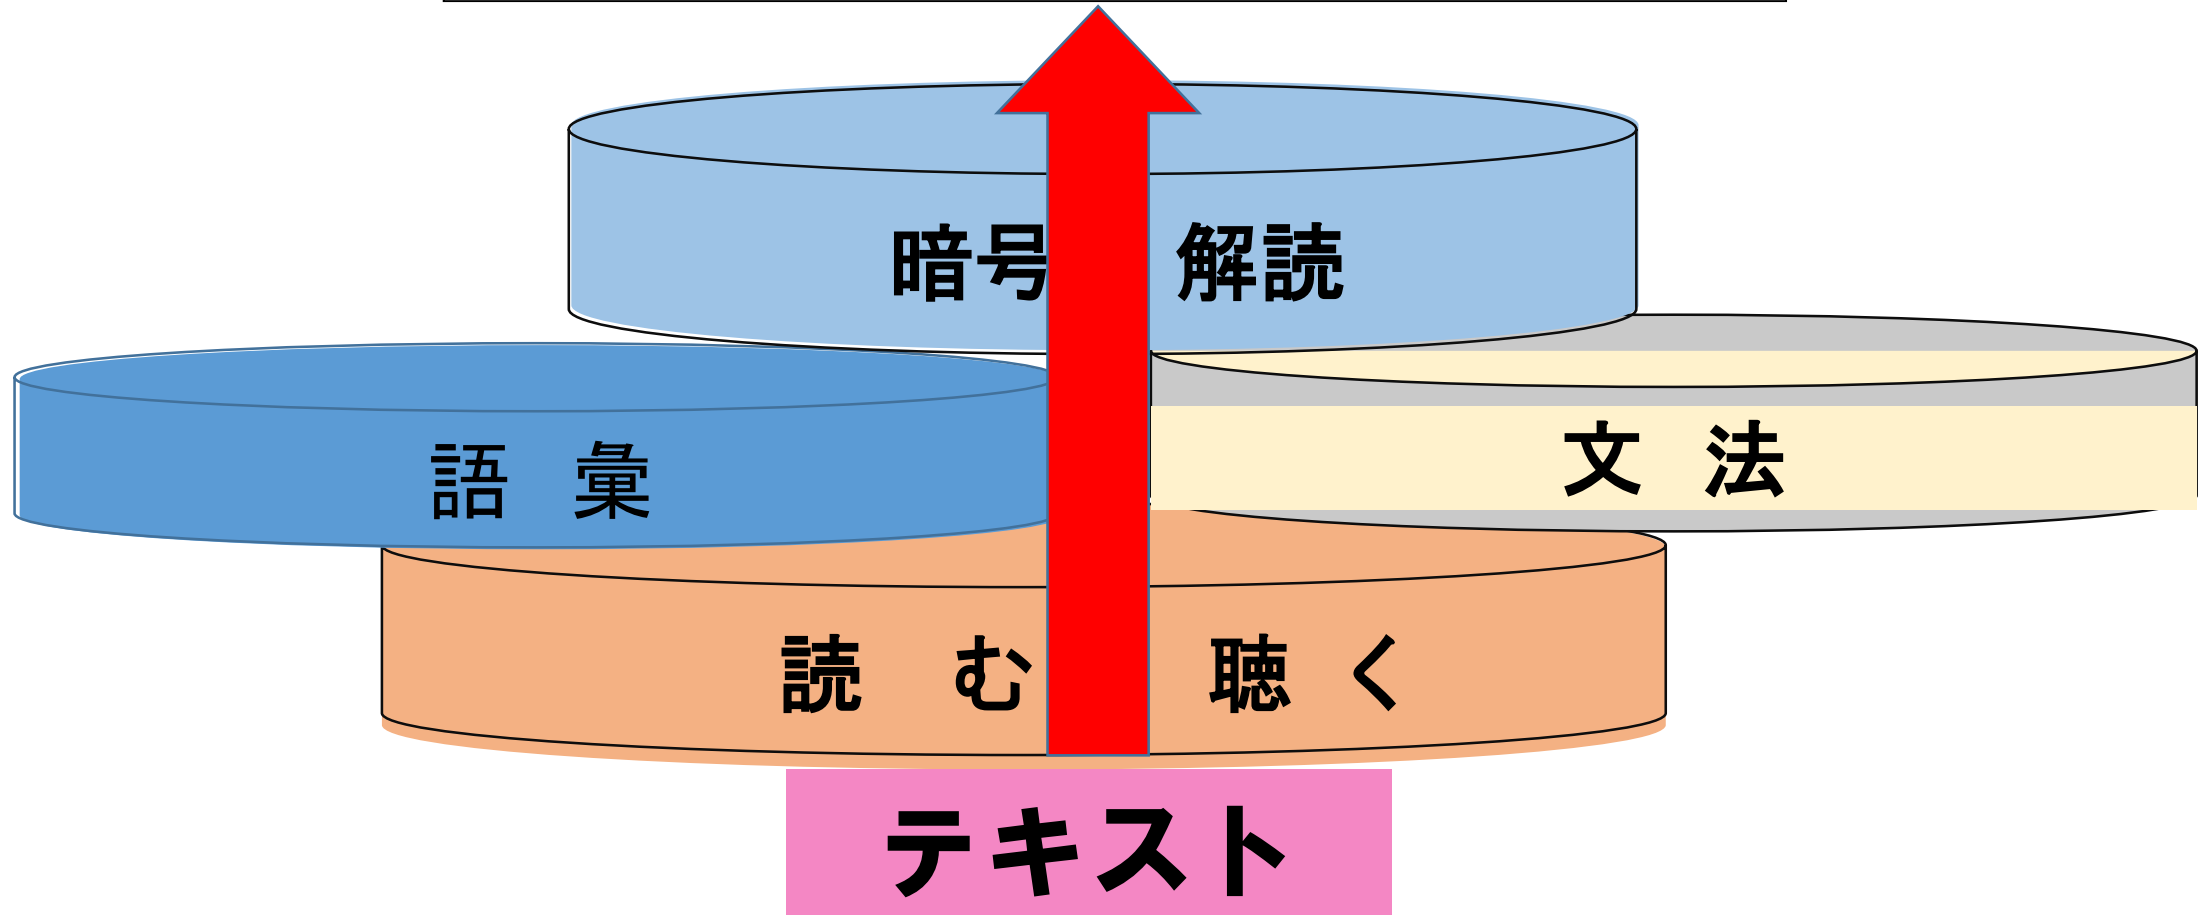 暗号 解読
語 彙
文 法
読 む 聴 く
テキスト